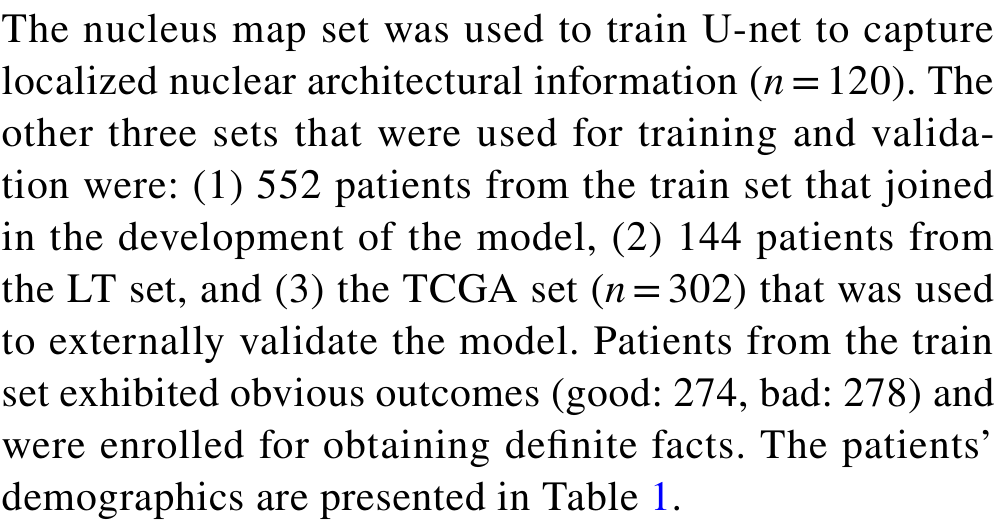 The nucleus map set was used to train U-net to capture
localized nuclear architectural information (n = 120). The
other three sets that were used for training and valida-
tion were: (1) 552 patients from the train set that joined
in the development of the model, (2) 144 patients from
the LT set, and (3) the TCGA set (n = 302) that was used
to externally validate the model. Patients from the train
set exhibited obvious outcomes (good: 274, bad: 278) and
were enrolled for obtaining definite facts. The patients’
demographics are presented in Table 1.